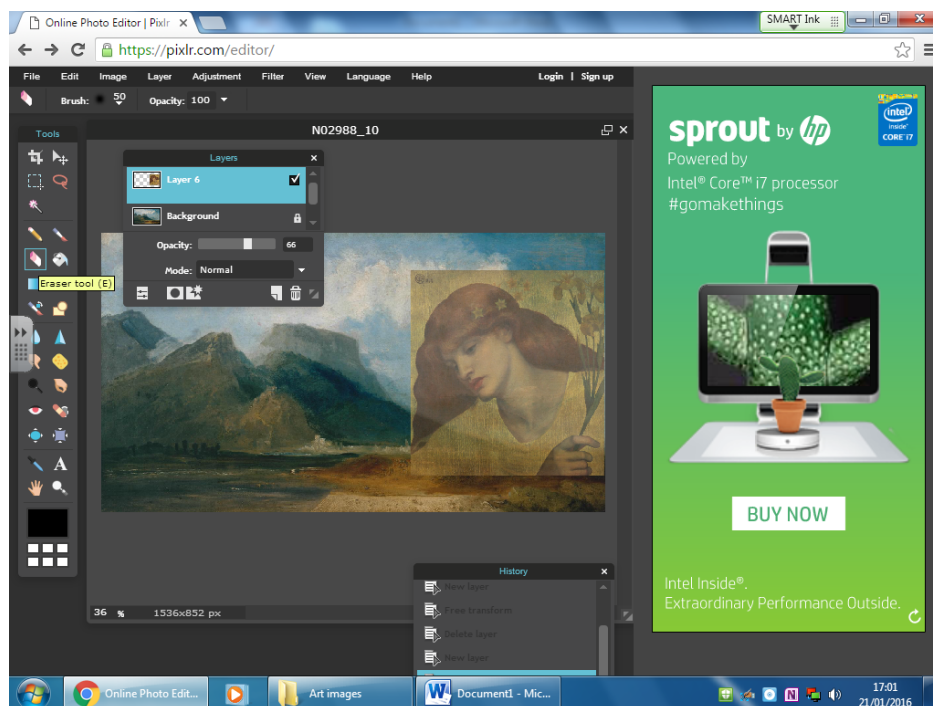 Online Photo Editor | Pixlr
SMART Ink
https://pixlr.com/editor/
File Edit Image Layer Adjustment Filter View Language Help Login | Sign up
Brush: 50 Opacity: 100
Tools
N02988_10
Layers
Layer 6
Background
Opacity: 66
Mode: Normal
Eraser tool (E)
A
36 % 1536x852 px
History
New layer
Free transform
Delete layer
New layer
sprout by hp
Powered by
Intel® Core™ i7 processor
#gomakethings
intel
inside
CORE i7
BUY NOW
Intel Inside®.
Extraordinary Performance Outside.
Online Photo Edit...
Art images
W
Document1 - Mic...
N
17:01
21/01/2016